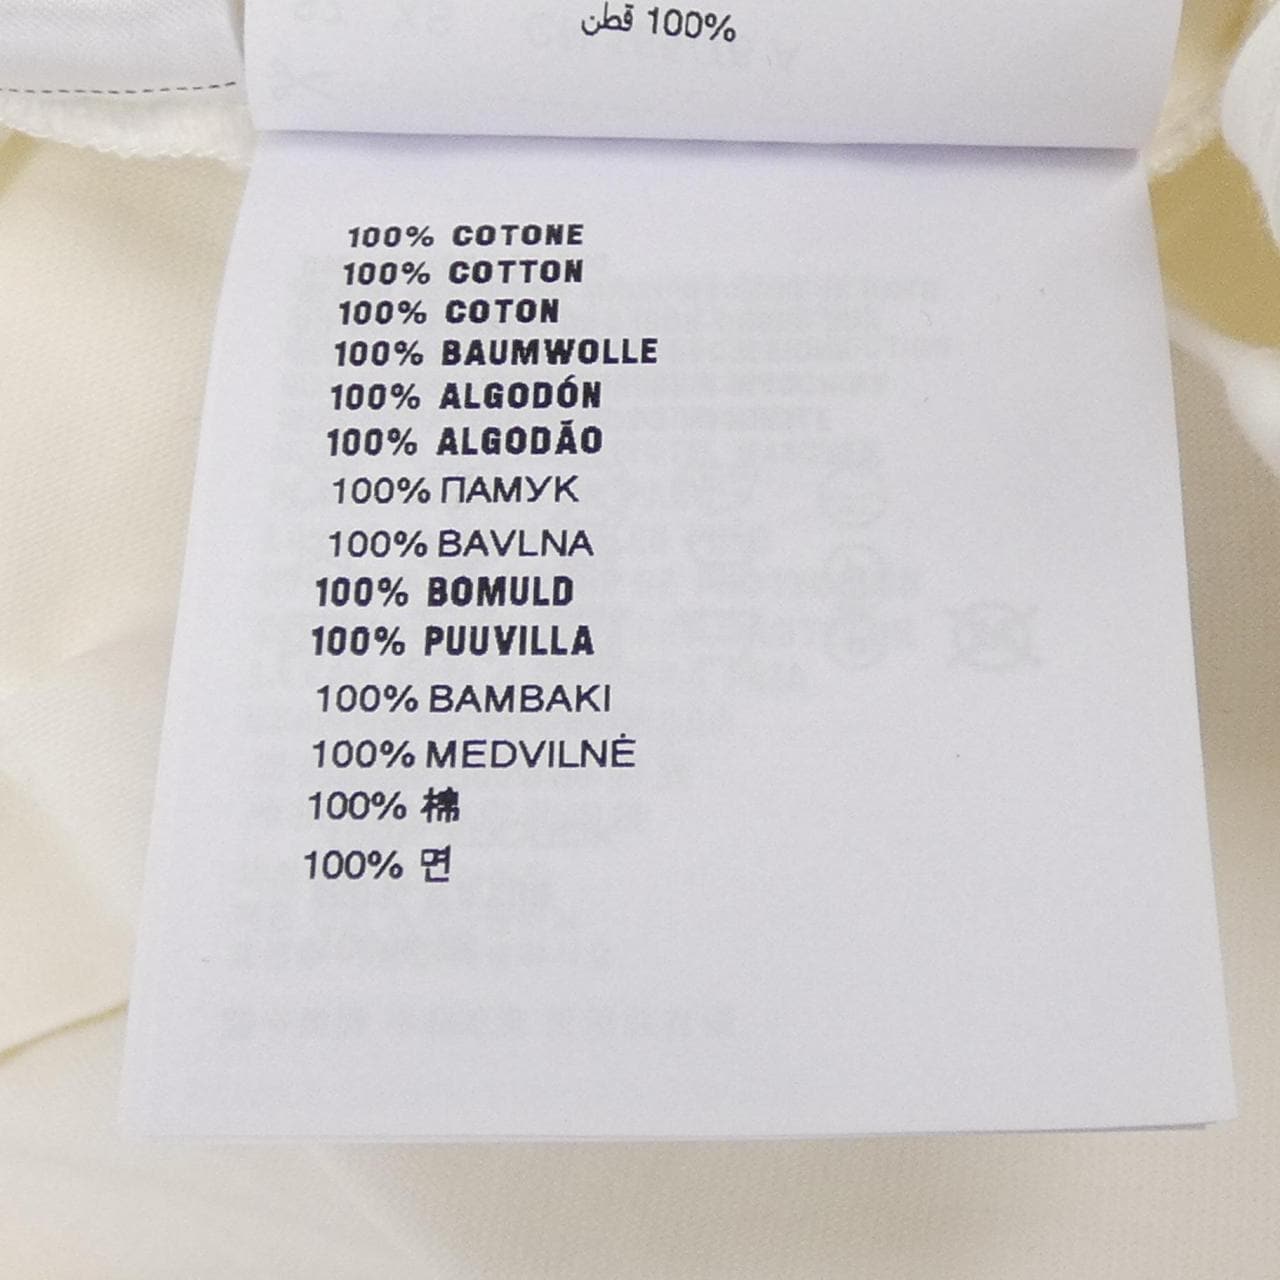 100% قطن
100% COTONE
100% COTTON
100% COTON
100% BAUMWOLLE
100% ALGODÓN
100% ALGODÃO
100% ПАМУК
100% BAVLNA
100% BOMULD
100% PUUVILLA
100% BAMBAKI
100% MEDVILNĖ
100% 棉
100% 면